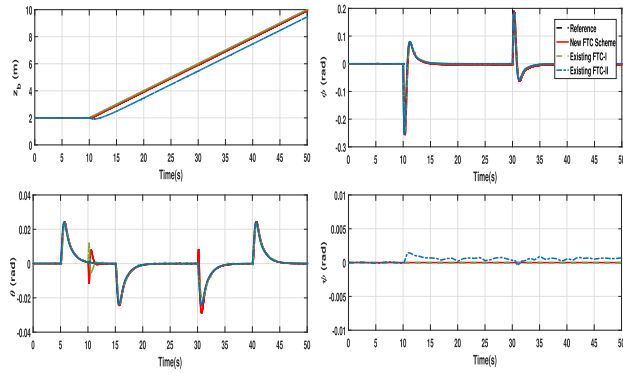 10
8
6
4
2
0
z_b (m)
0 5 10 15 20 25 30 35 40 45 50
Time(s)
0.2
0.1
0
-0.1
-0.2
-0.3
ϕ (rad)
0 5 10 15 20 25 30 35 40 45 50
Time(s)
Reference
New FTC Scheme
Existing FTC-I
Existing FTC-II
0.04
0.02
0
-0.02
-0.04
θ (rad)
0 5 10 15 20 25 30 35 40 45 50
Time(s)
0.01
0.005
0
-0.005
-0.01
ψ (rad)
0 5 10 15 20 25 30 35 40 45 50
Time(s)